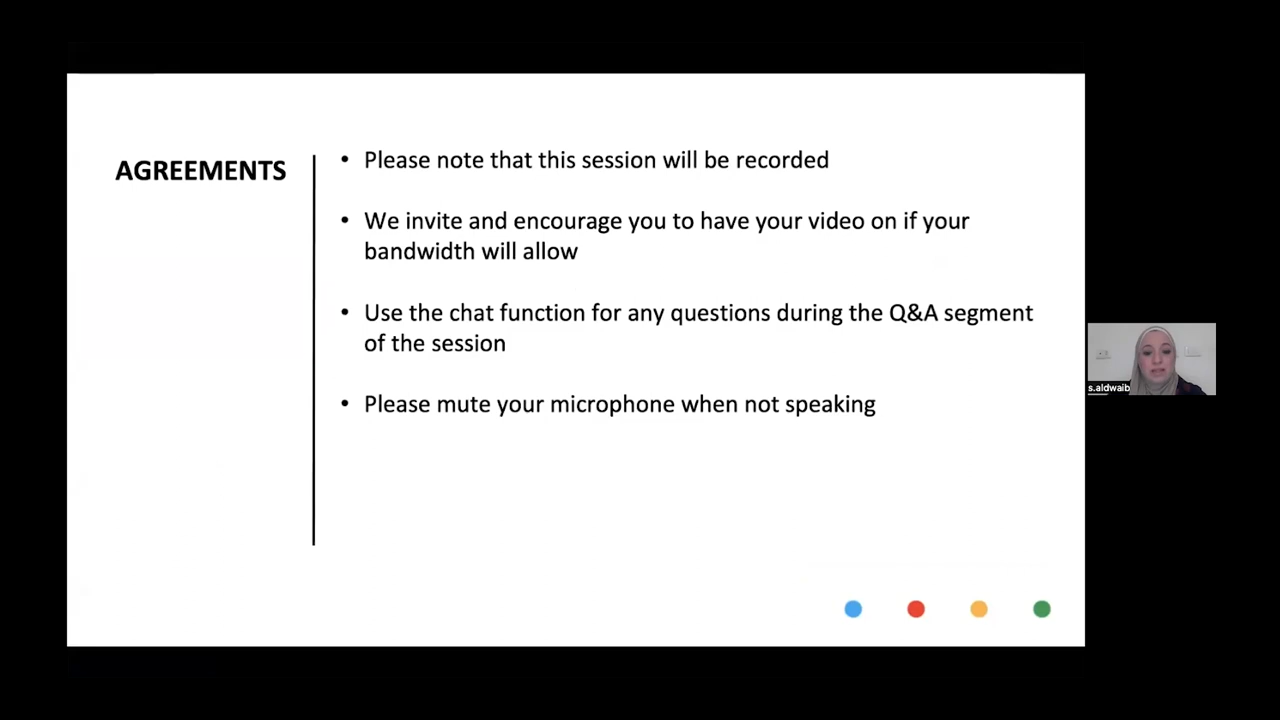 AGREEMENTS
• Please note that this session will be recorded
• We invite and encourage you to have your video on if your
bandwidth will allow
• Use the chat function for any questions during the Q&A segment
of the session
• Please mute your microphone when not speaking
s.aldwaib